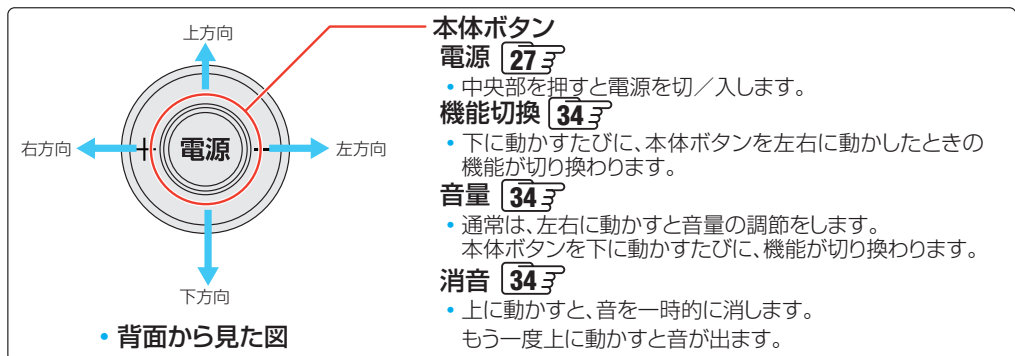 上方向
右方向
+
電源
-
左方向
下方向
• 背面から見た図
本体ボタン
電源 27
• 中央部を押すと電源を切／入します。
機能切換 34
• 下に動かすたびに、本体ボタンを左右に動かしたときの
機能が切り換わります。
音量 34
• 通常は、左右に動かすと音量の調節をします。
本体ボタンを下に動かすたびに、機能が切り換わります。
消音 34
• 上に動かすと、音を一時的に消します。
もう一度上に動かすと音が出ます。